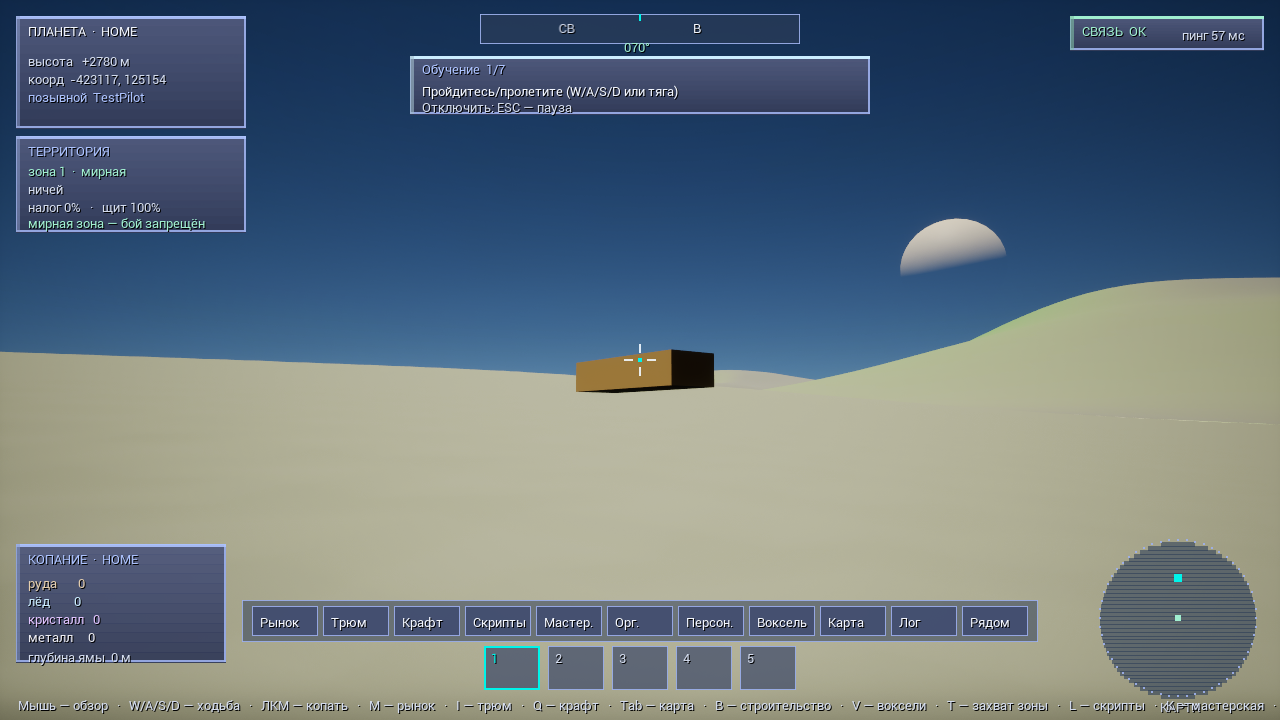 ПЛАНЕТА · HOME
высота +2780 м
коорд -423117, 125154
позывной TestPilot
ТЕРРИТОРИЯ
зона 1 · мирная
ничей
налог 0% · щит 100%
мирная зона — бой запрещён
СВ В
070°
Обучение 1/7
Пройдитесь/пролетите (W/A/S/D или тяга)
Отключить: ESC — пауза
СВЯЗЬ OK пинг 57 мс
КОПАНИЕ · HOME
руда 0
лёд 0
кристалл 0
металл 0
глубина ямы 0 м
Рынок Трюм Крафт Скрипты Мастер. Орг. Персон. Воксель Карта Лог Рядом
1 2 3 4 5
Мышь — обзор · W/A/S/D — ходьба · ЛКМ — копать · M — рынок · I — трюм · Q — крафт · Tab — карта · B — строительство · V — воксели · T — захват зоны · L — скрипты · K — мастерская ·